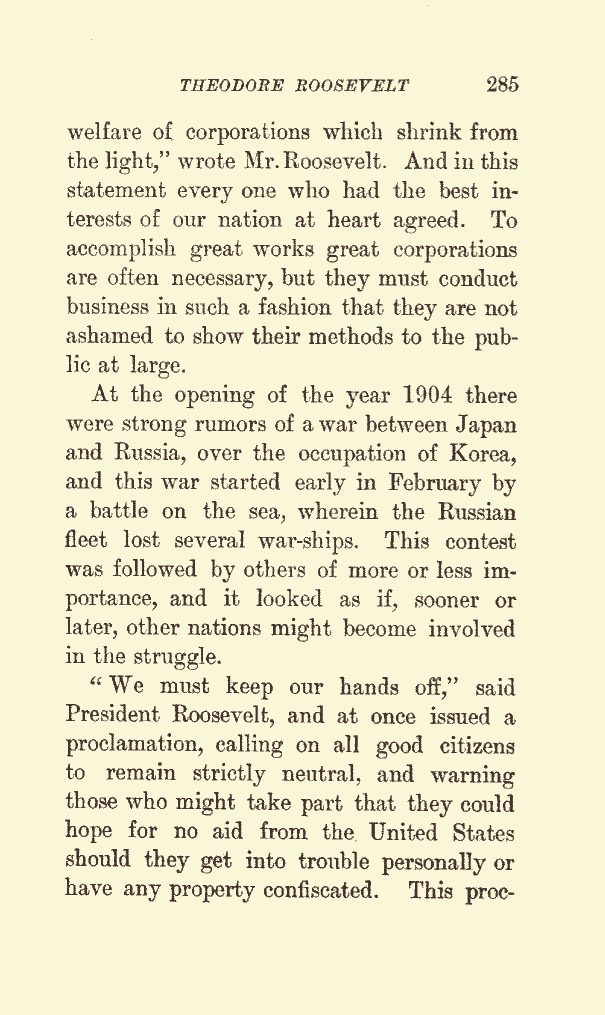 THEODORE ROOSEVELT 285
welfare of corporations which shrink from
the light,” wrote Mr. Roosevelt. And in this
statement every one who had the best in-
terests of our nation at heart agreed. To
accomplish great works great corporations
are often necessary, but they must conduct
business in such a fashion that they are not
ashamed to show their methods to the pub-
lic at large.
At the opening of the year 1904 there
were strong rumors of a war between Japan
and Russia, over the occupation of Korea,
and this war started early in February by
a battle on the sea, wherein the Russian
fleet lost several war-ships. This contest
was followed by others of more or less im-
portance, and it looked as if, sooner or
later, other nations might become involved
in the struggle.
“We must keep our hands off,” said
President Roosevelt, and at once issued a
proclamation, calling on all good citizens
to remain strictly neutral, and warning
those who might take part that they could
hope for no aid from the United States
should they get into trouble personally or
have any property confiscated. This proc-